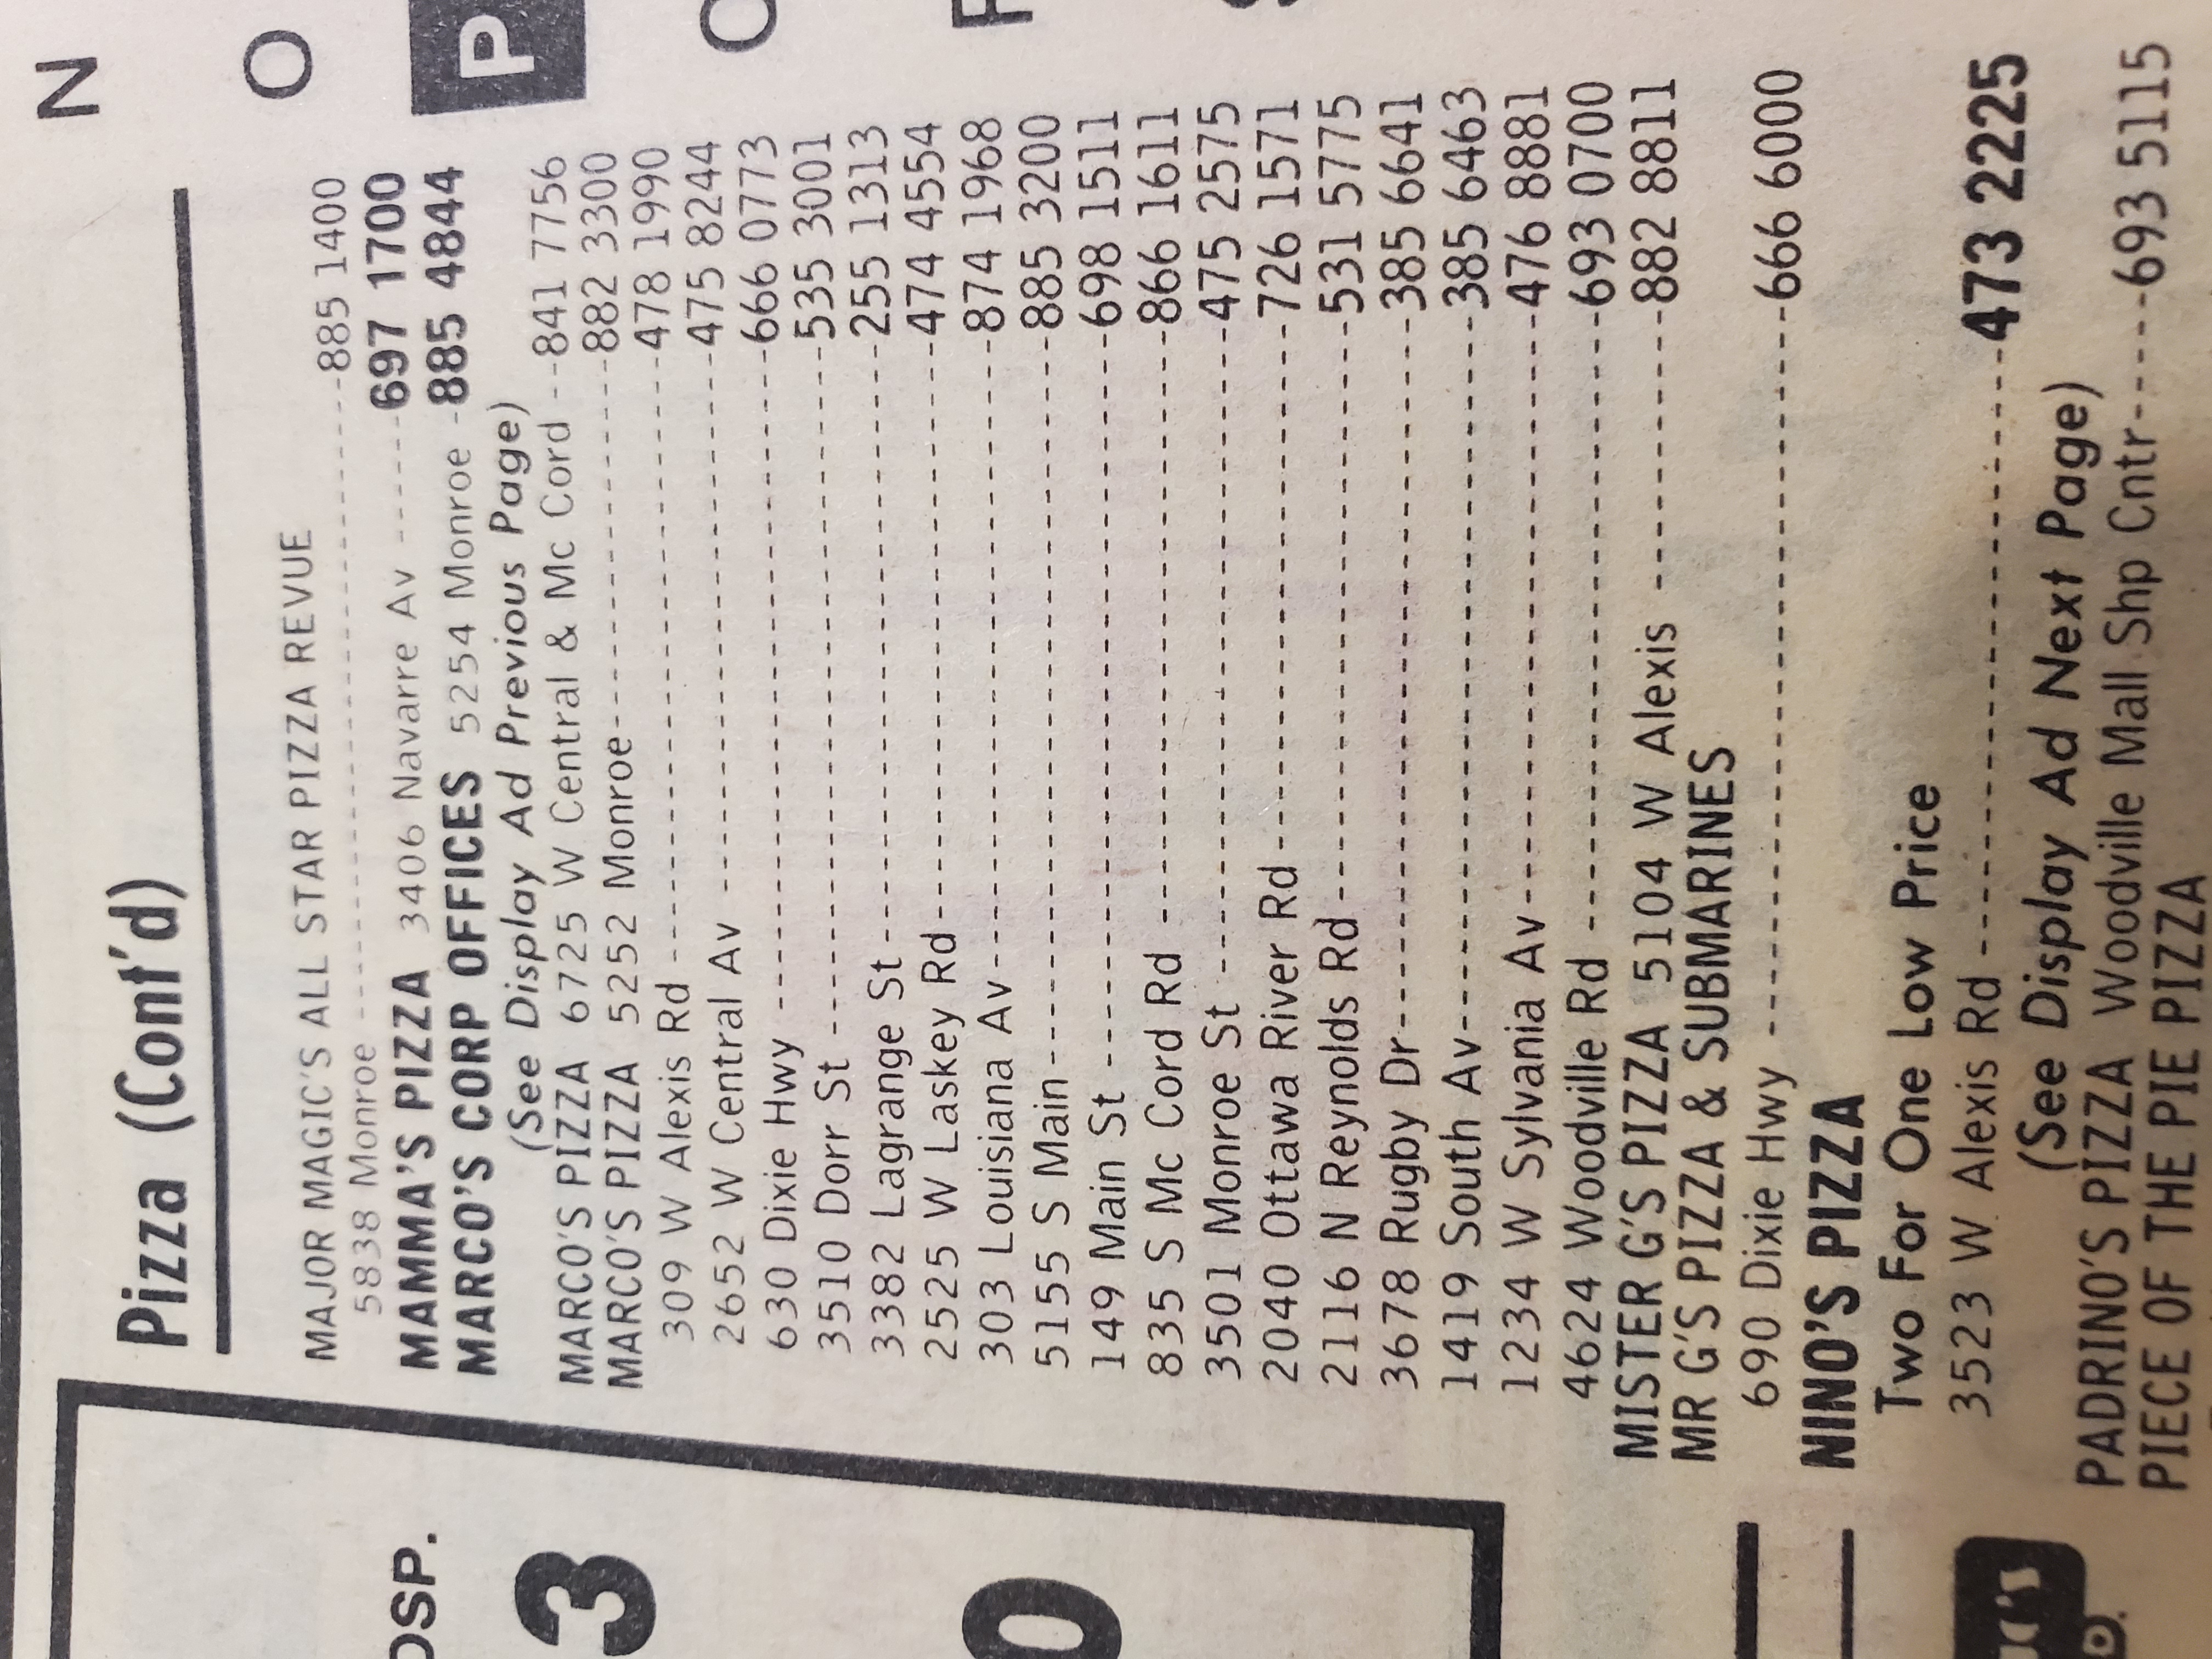 Pizza (Cont'd)
MAJOR MAGIC'S ALL STAR PIZZA REVUE
5838 Monroe ---885 1400
MAMMA'S PIZZA 3406 Navarre Av ---697 1700
MARCO'S CORP OFFICES 5254 Monroe -885 4844
(See Display Ad Previous Page)
MARCO'S PIZZA 6725 W Central & Mc Cord --841 7756
MARCO'S PIZZA 5252 Monroe---882 3300
309 W Alexis Rd ---478 1990
2652 W Central Av ---475 8244
630 Dixie Hwy ---666 0773
3510 Dorr St ---535 3001
3382 Lagrange St---255 1313
2525 W Laskey Rd---474 4554
303 Louisiana Av---874 1968
5155 S Main---885 3200
149 Main St ---698 1511
835 S Mc Cord Rd ---866 1611
3501 Monroe St ---475 2575
2040 Ottawa River Rd ---726 1571
2116 N Reynolds Rd---531 5775
3678 Rugby Dr---385 6641
1419 South Av---385 6463
1234 W Sylvania Av---476 8881
4624 Woodville Rd ---693 0700
MISTER G'S PIZZA 5104 W Alexis ---882 8811
MR G'S PIZZA & SUBMARINES
690 Dixie Hwy ---666 6000
NINO'S PIZZA
Two For One Low Price
3523 W Alexis Rd ---473 2225
(See Display Ad Next Page)
PADRINO'S PIZZA Woodville Mall Shp Cntr---693 5115
PIECE OF THE PIE PIZZA
OSP.
3
0
N
O
P